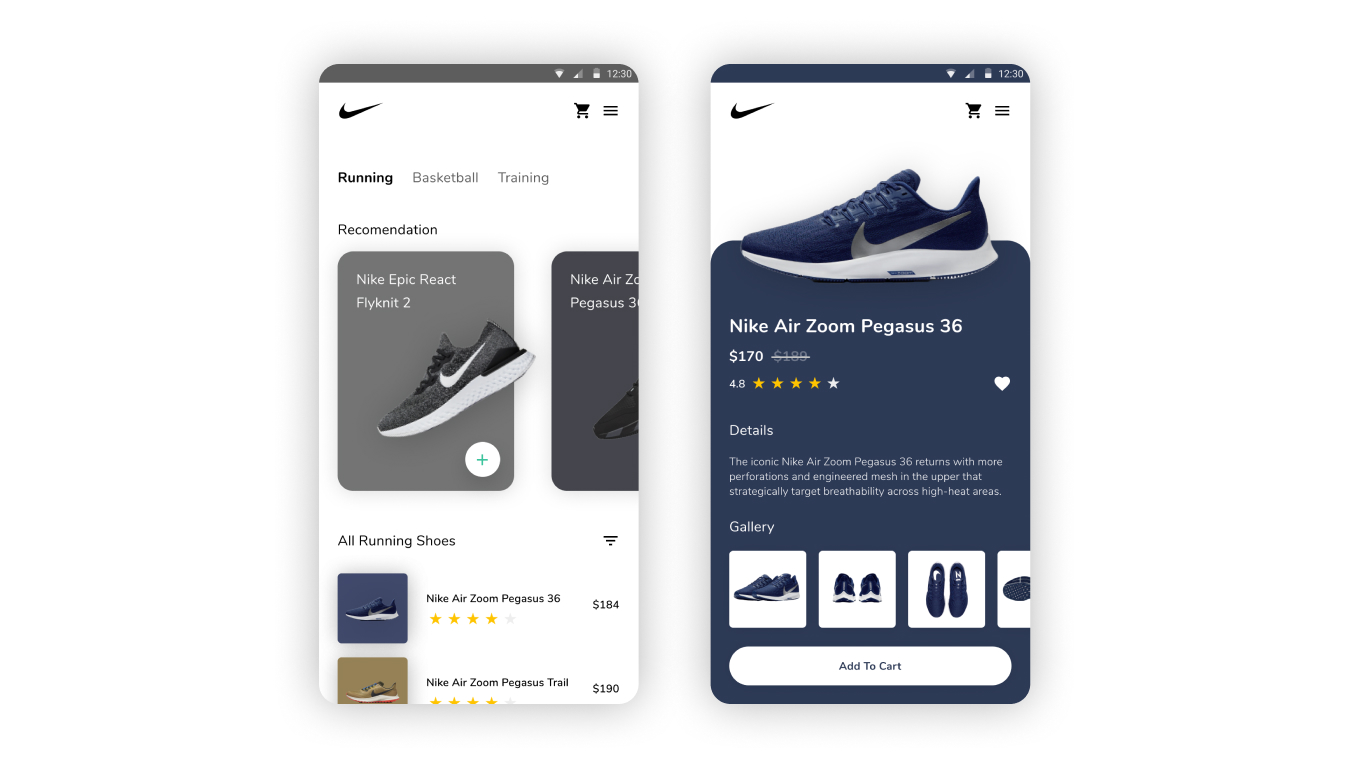 12:30
Running Basketball Training
Recomendation
Nike Epic React
Flyknit 2
Nike Air Zo
Pegasus 36
All Running Shoes
Nike Air Zoom Pegasus 36
$184
Nike Air Zoom Pegasus Trail
$190
12:30
Nike Air Zoom Pegasus 36
$170 $189
4.8
Details
The iconic Nike Air Zoom Pegasus 36 returns with more
perforations and engineered mesh in the upper that
strategically target breathability across high-heat areas.
Gallery
Add To Cart